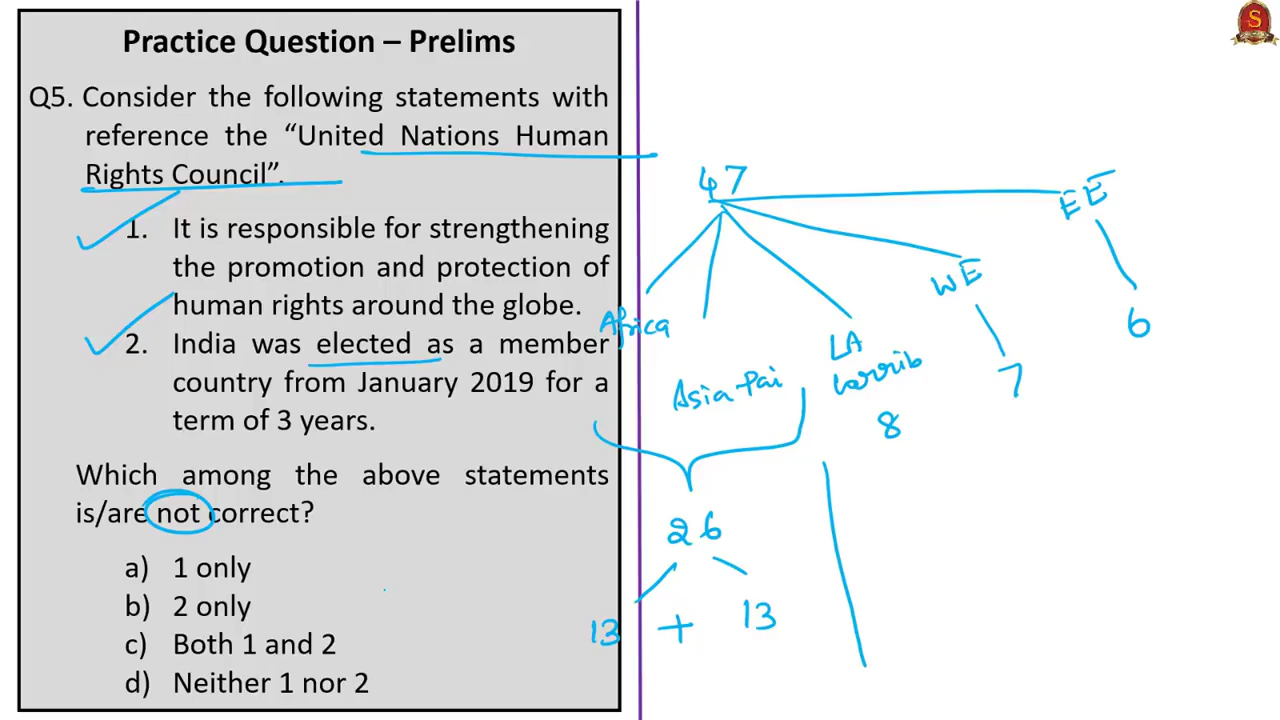 Practice Question – Prelims
Q5. Consider the following statements with
reference the “United Nations Human
Rights Council”.
1. It is responsible for strengthening
the promotion and protection of
human rights around the globe.
2. India was elected as a member
country from January 2019 for a
term of 3 years.
Which among the above statements
is/are not correct?
a) 1 only
b) 2 only
c) Both 1 and 2
d) Neither 1 nor 2
S
47
EE
WE
6
Africa
LA
7
Asia Pai
carrib
8
26
13 + 13